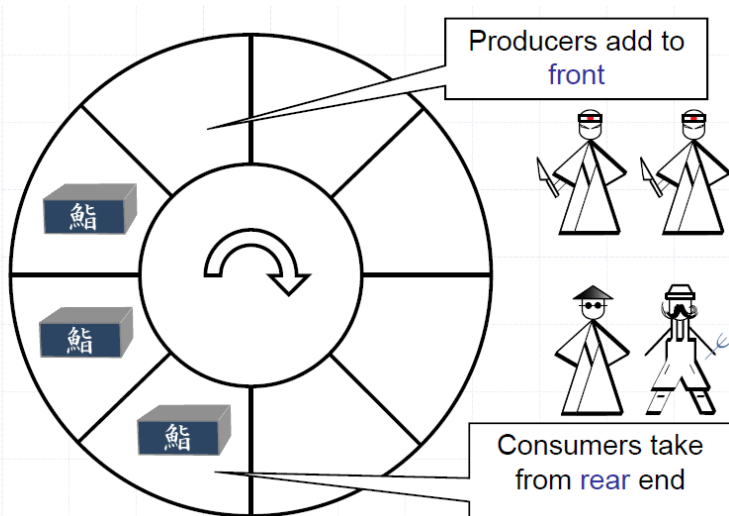 Producers add to
front
鮨
鮨
鮨
Consumers take
from rear end